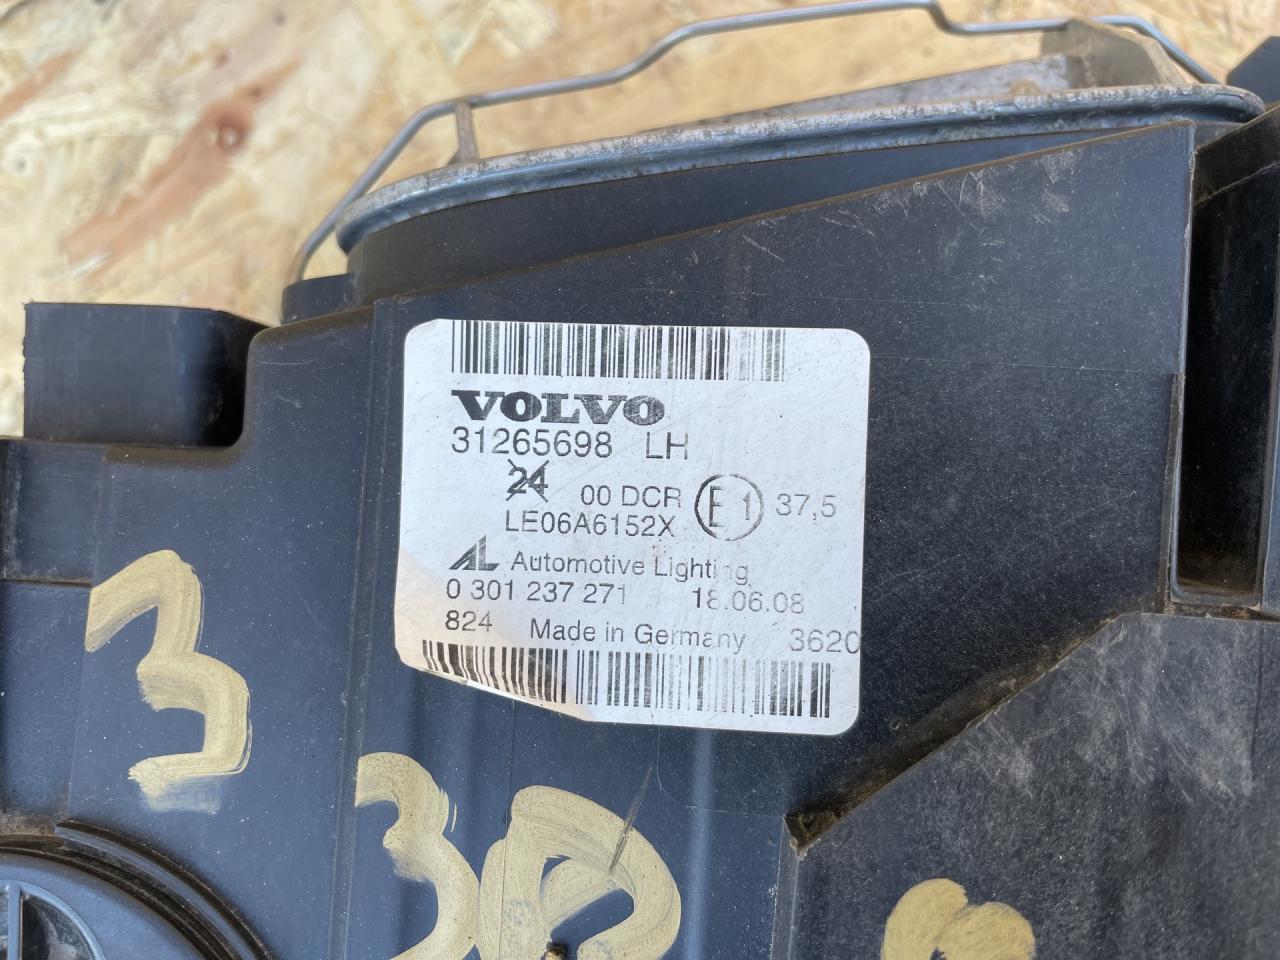 VOLVO
31265698 LH
24 00 DCR E1 37,5
LE06A6152X
AL Automotive Lighting
0 301 237 271 18.06.08
824 Made in Germany 3620
3
3